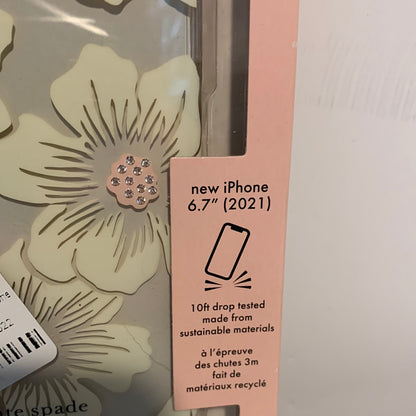 new iPhone
6.7" (2021)
10ft drop tested
made from
sustainable materials
à l'épreuve
des chutes 3m
fait de
matériaux recyclé
spade